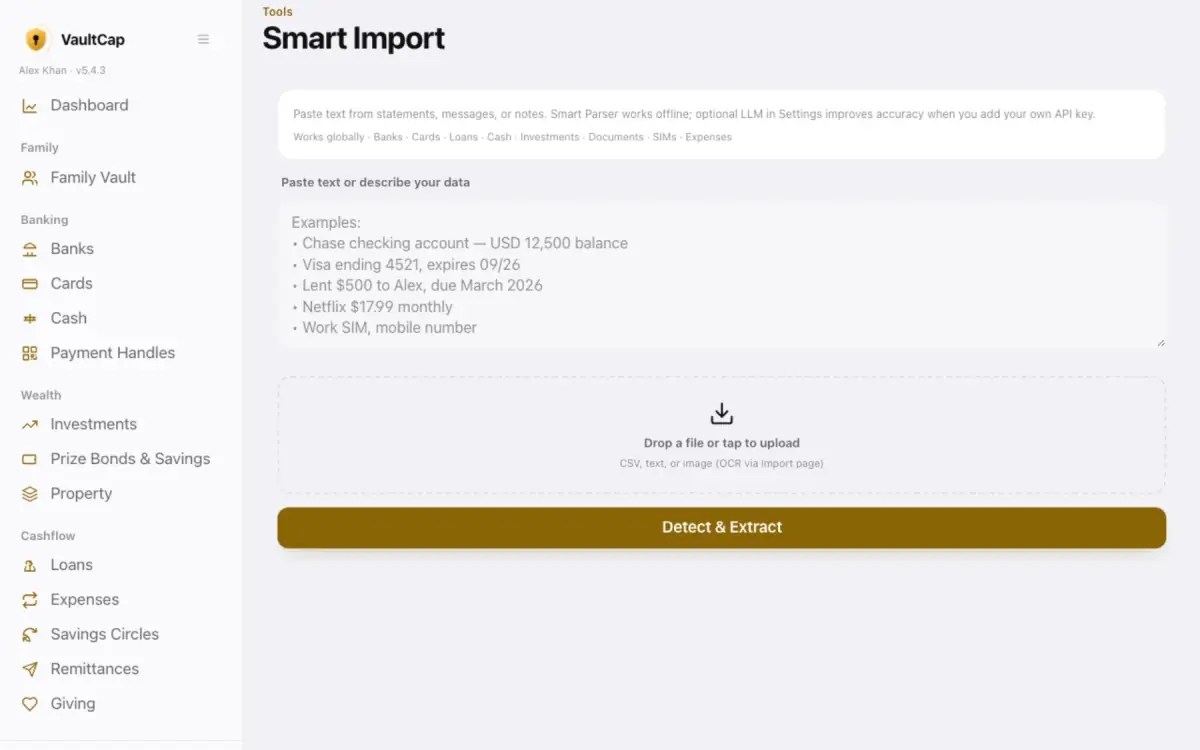 VaultCap
Alex Khan · v5.4.3
Dashboard
Family
Family Vault
Banking
Banks
Cards
Cash
Payment Handles
Wealth
Investments
Prize Bonds & Savings
Property
Cashflow
Loans
Expenses
Savings Circles
Remittances
Giving
Tools
Smart Import
Paste text from statements, messages, or notes. Smart Parser works offline; optional LLM in Settings improves accuracy when you add your own API key.
Works globally · Banks · Cards · Loans · Cash · Investments · Documents · SIMs · Expenses
Paste text or describe your data
Examples:
• Chase checking account — USD 12,500 balance
• Visa ending 4521, expires 09/26
• Lent $500 to Alex, due March 2026
• Netflix $17.99 monthly
• Work SIM, mobile number
Drop a file or tap to upload
CSV, text, or image (OCR via Import page)
Detect & Extract